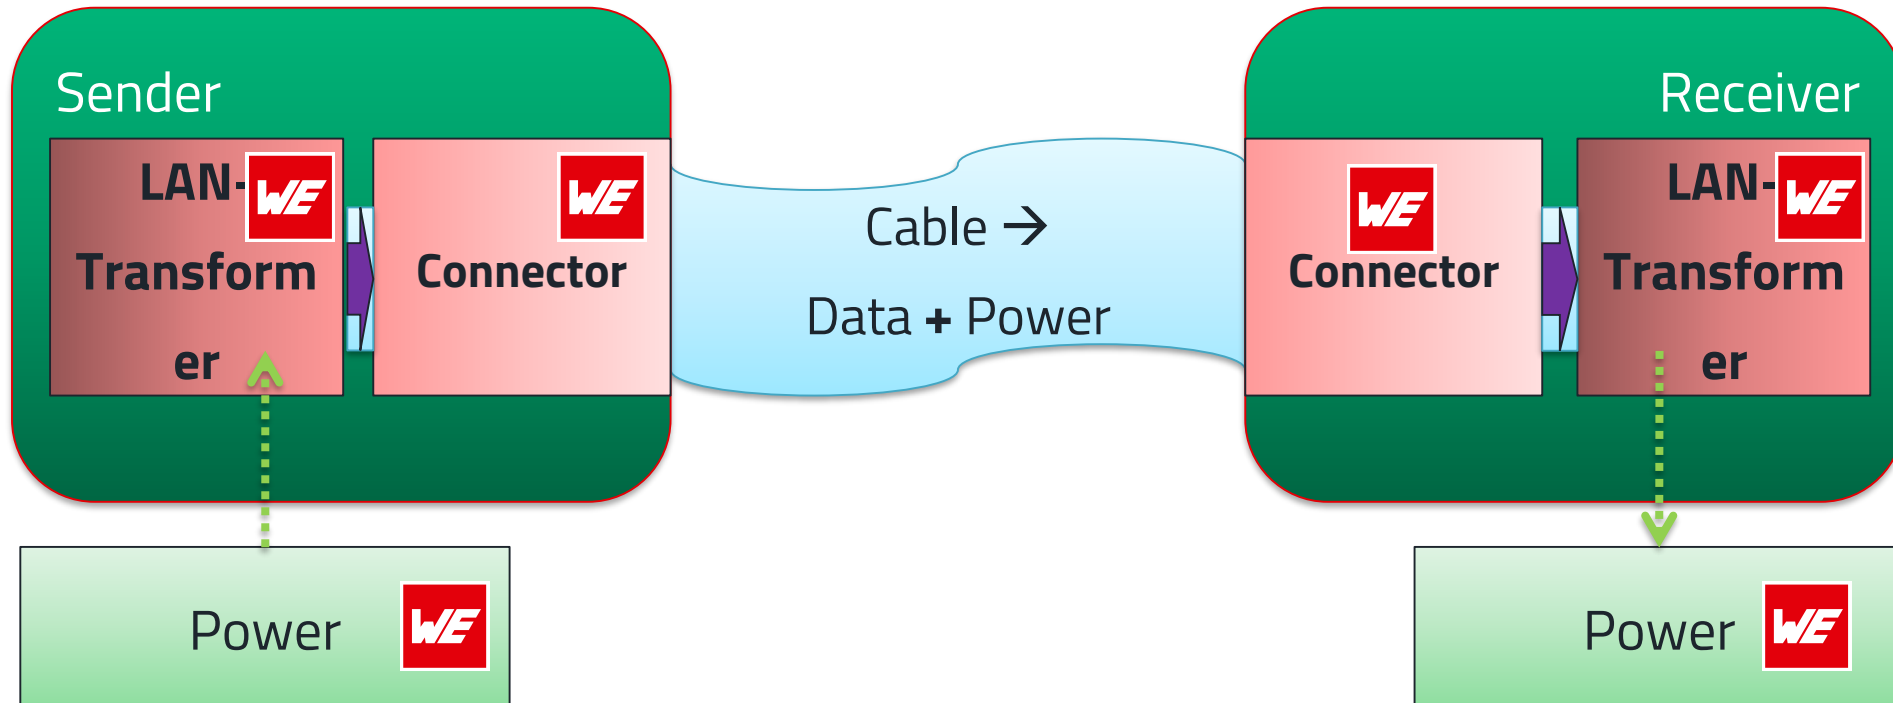 Sender
LAN-
Transform
er
WE
Connector
WE
Cable →
Data + Power
Receiver
Connector
WE
LAN-
Transform
er
WE
Power
WE
Power
WE